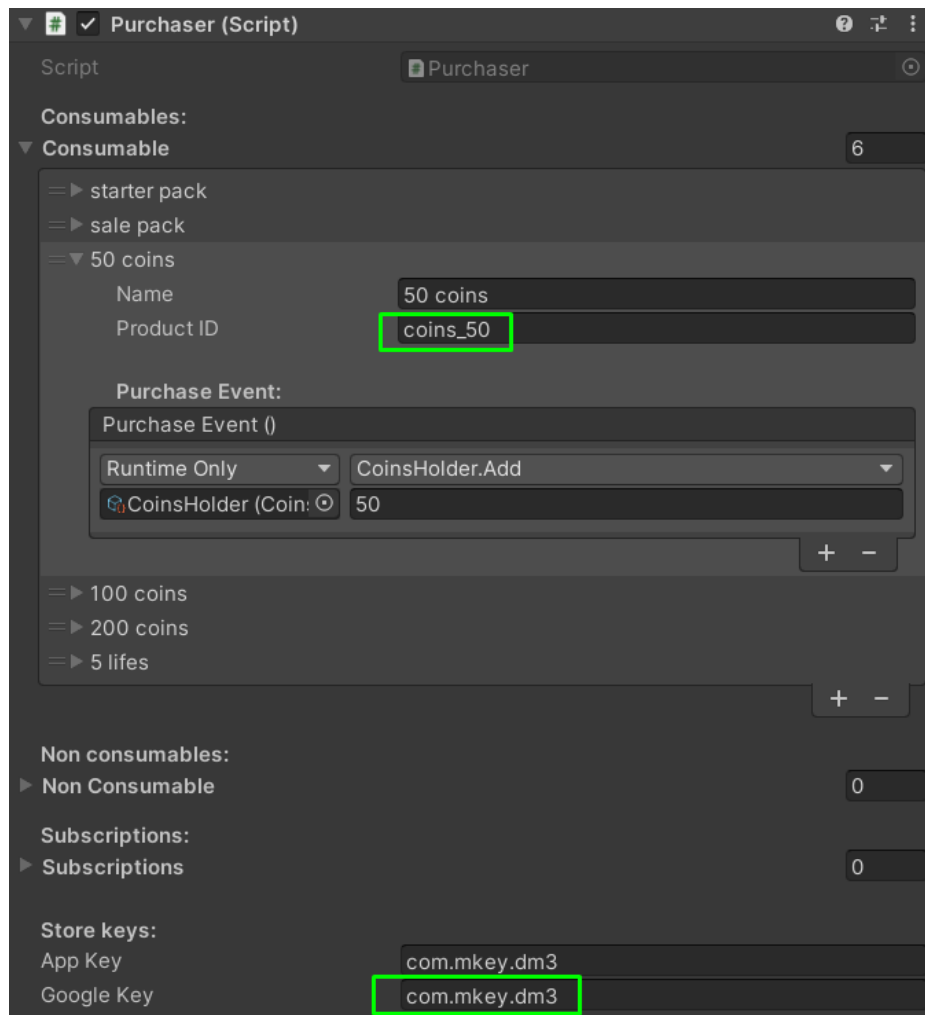 Purchaser (Script)
Script Purchaser
Consumables:
Consumable 6
starter pack
sale pack
50 coins
Name 50 coins
Product ID coins_50
Purchase Event:
Purchase Event ()
Runtime Only CoinsHolder.Add
CoinsHolder (Coin 50
100 coins
200 coins
5 lifes
Non consumables:
Non Consumable 0
Subscriptions:
Subscriptions 0
Store keys:
App Key com.mkey.dm3
Google Key com.mkey.dm3